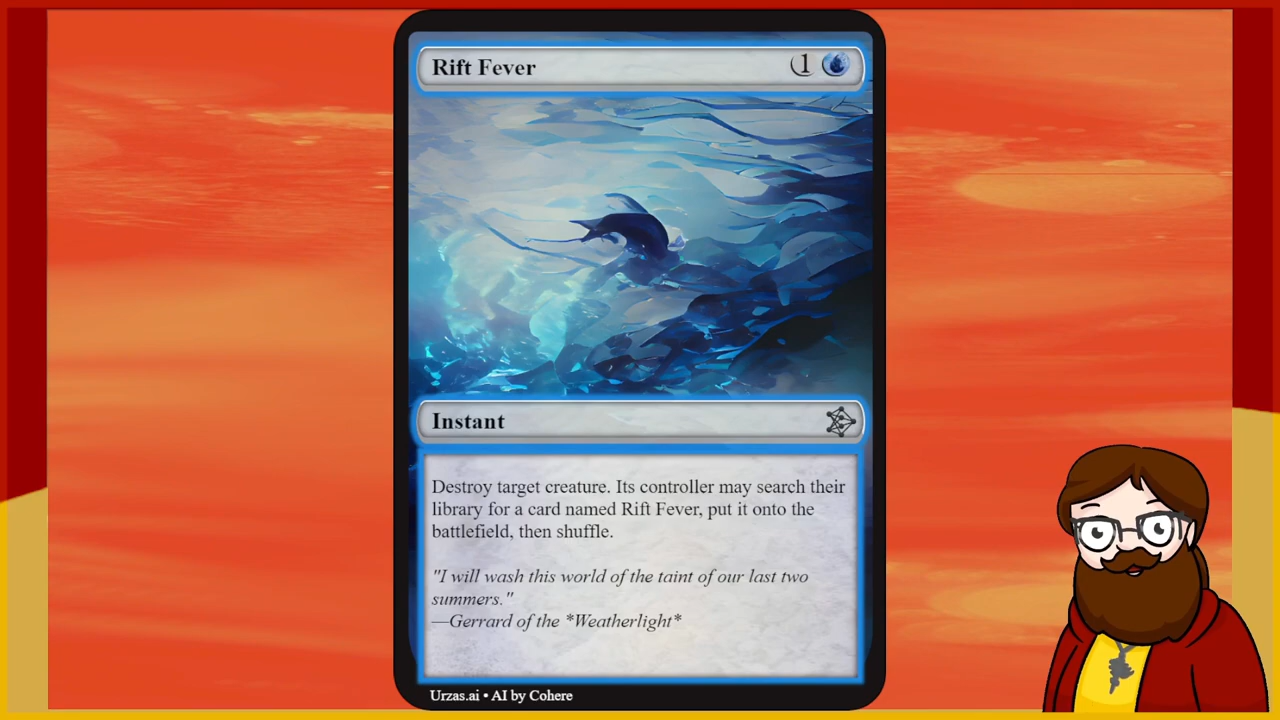 Rift Fever 1
Instant
Destroy target creature. Its controller may search their
library for a card named Rift Fever, put it onto the
battlefield, then shuffle.
"I will wash this world of the taint of our last two
summers."
—Gerrard of the *Weatherlight*
Urzas.ai • AI by Cohere